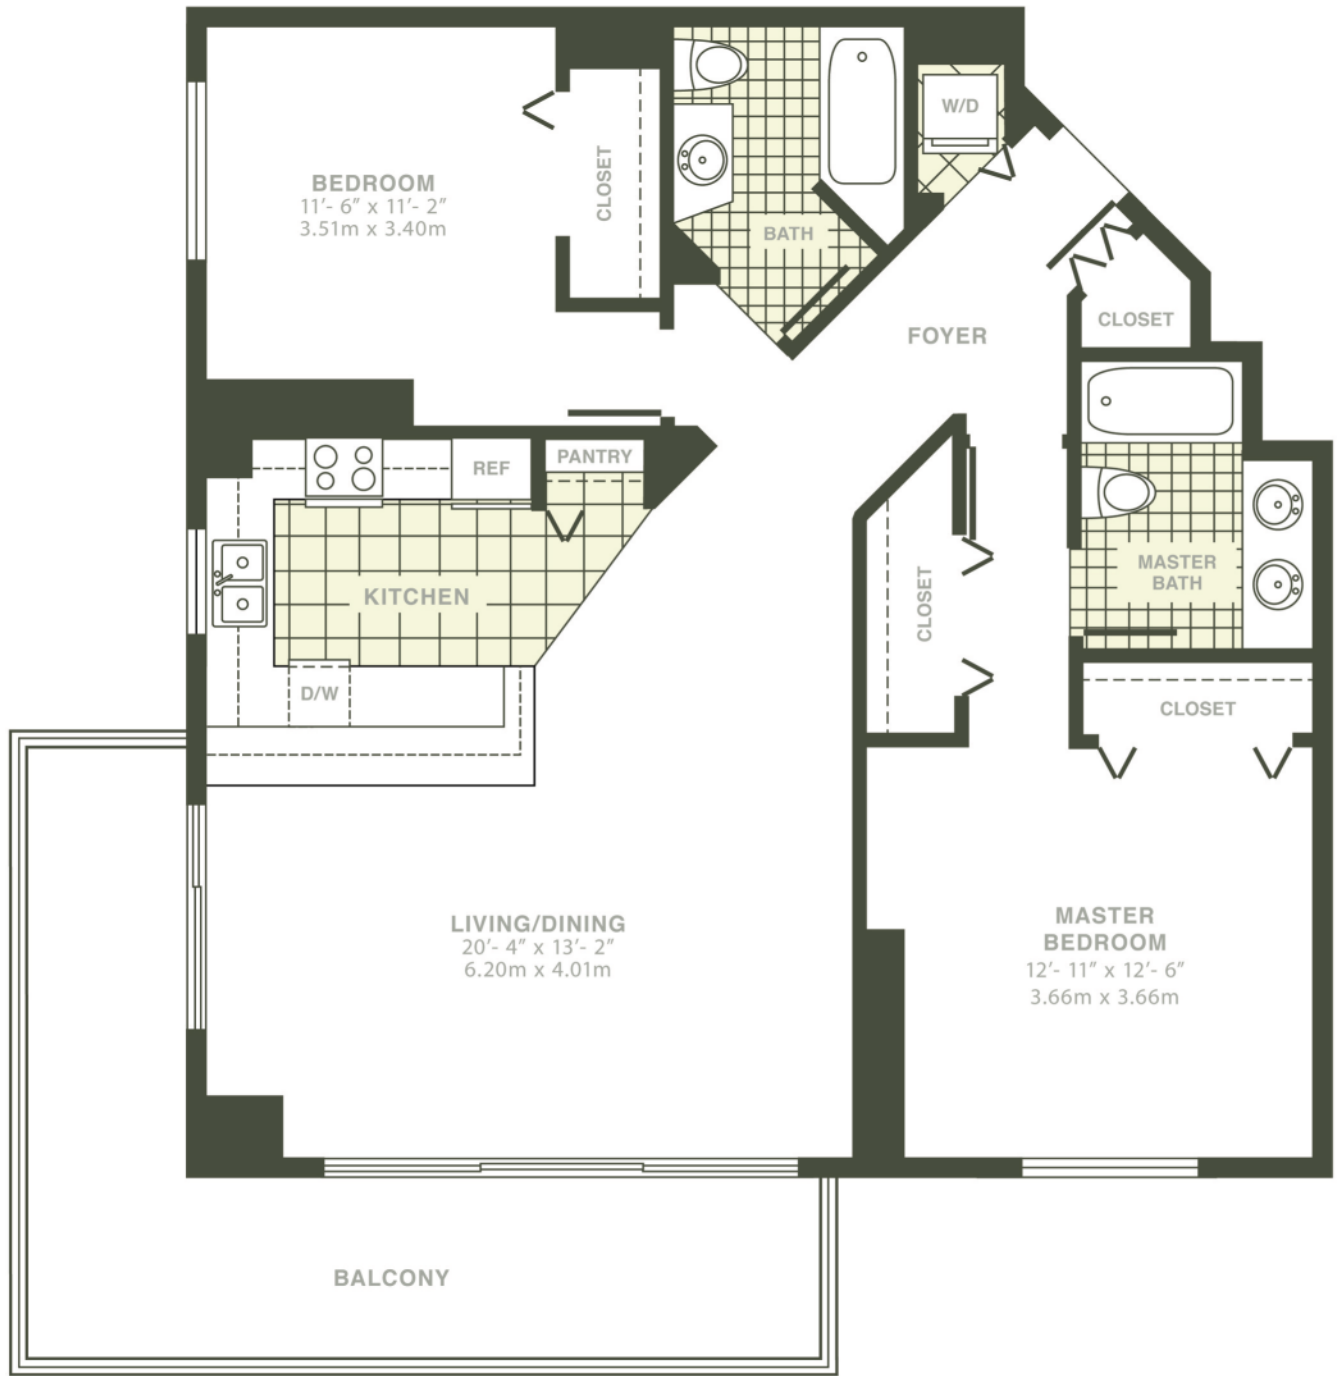 BEDROOM
11'- 6" x 11'- 2"
3.51m x 3.40m
CLOSET
BATH
W/D
CLOSET
FOYER
REF
PANTRY
KITCHEN
D/W
CLOSET
MASTER
BATH
CLOSET
LIVING/DINING
20'- 4" x 13'- 2"
6.20m x 4.01m
MASTER
BEDROOM
12'- 11" x 12'- 6"
3.66m x 3.66m
BALCONY